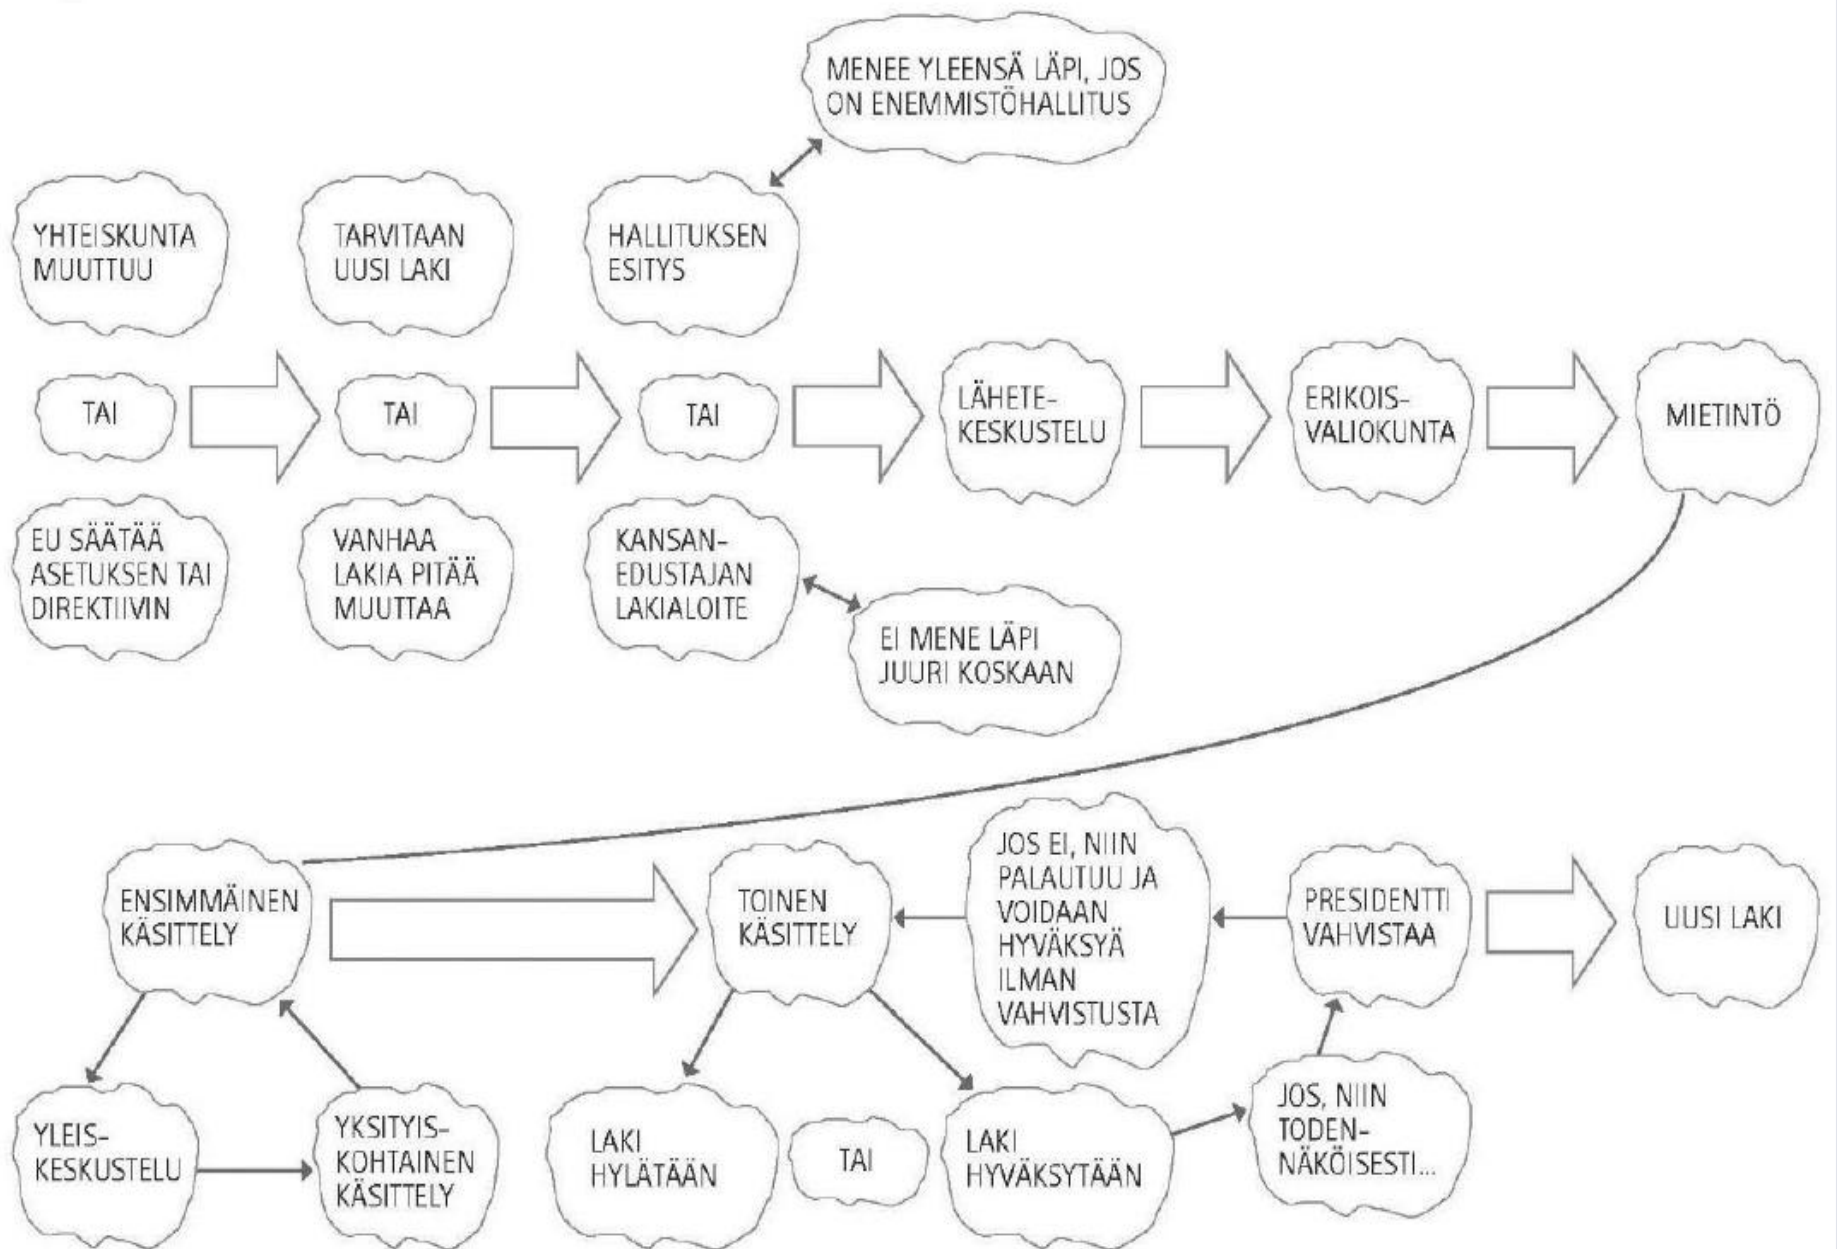 MENEE YLEENSÄ LÄPI, JOS
ON ENEMMISTÖHALLITUS
YHTEISKUNTA
MUUTTUU
TARVITAAN
UUSI LAKI
HALLITUKSEN
ESITYS
TAI
TAI
TAI
LÄHETE-
KESKUSTELU
ERIKOIS-
VALIOKUNTA
MIETINTÖ
EU SÄÄTÄÄ
ASETUKSEN TAI
DIREKTIIVIN
VANHAA
LAKIA PITÄÄ
MUUTTAA
KANSAN-
EDUSTAJAN
LAKIALOITE
EI MENE LÄPI
JUURI KOSKAAN
ENSIMMÄINEN
KÄSITTELY
TOINEN
KÄSITTELY
JOS EI, NIIN
PALAUTUU JA
VOIDAAN
HYVÄKSYÄ
ILMAN
VAHVISTUSTA
PRESIDENTTI
VAHVISTAA
UUSI LAKI
YLEIS-
KESKUSTELU
YKSITYIS-
KOHTAINEN
KÄSITTELY
LAKI
HYLÄTÄÄN
TAI
LAKI
HYVÄKSYTÄÄN
JOS, NIIN
TODEN-
NÄKÖISESTI...